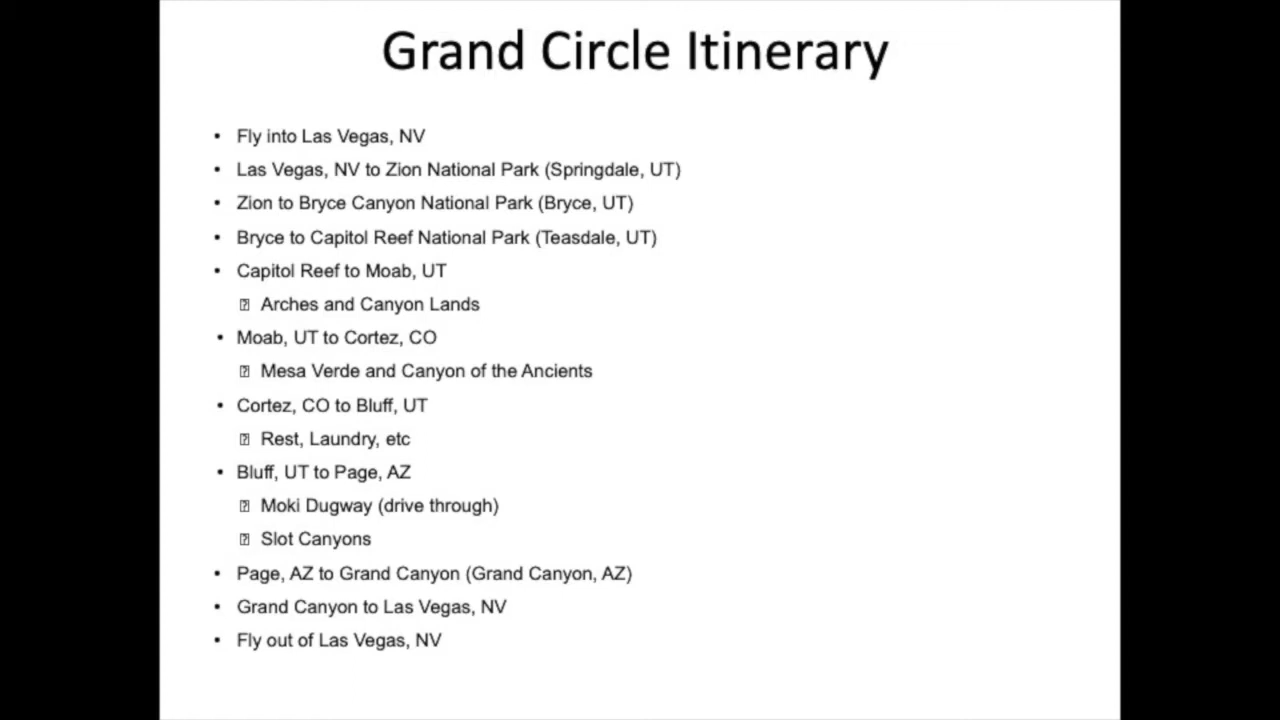 Grand Circle Itinerary
• Fly into Las Vegas, NV
• Las Vegas, NV to Zion National Park (Springdale, UT)
• Zion to Bryce Canyon National Park (Bryce, UT)
• Bryce to Capitol Reef National Park (Teasdale, UT)
• Capitol Reef to Moab, UT
⍰ Arches and Canyon Lands
• Moab, UT to Cortez, CO
⍰ Mesa Verde and Canyon of the Ancients
• Cortez, CO to Bluff, UT
⍰ Rest, Laundry, etc
• Bluff, UT to Page, AZ
⍰ Moki Dugway (drive through)
⍰ Slot Canyons
• Page, AZ to Grand Canyon (Grand Canyon, AZ)
• Grand Canyon to Las Vegas, NV
• Fly out of Las Vegas, NV